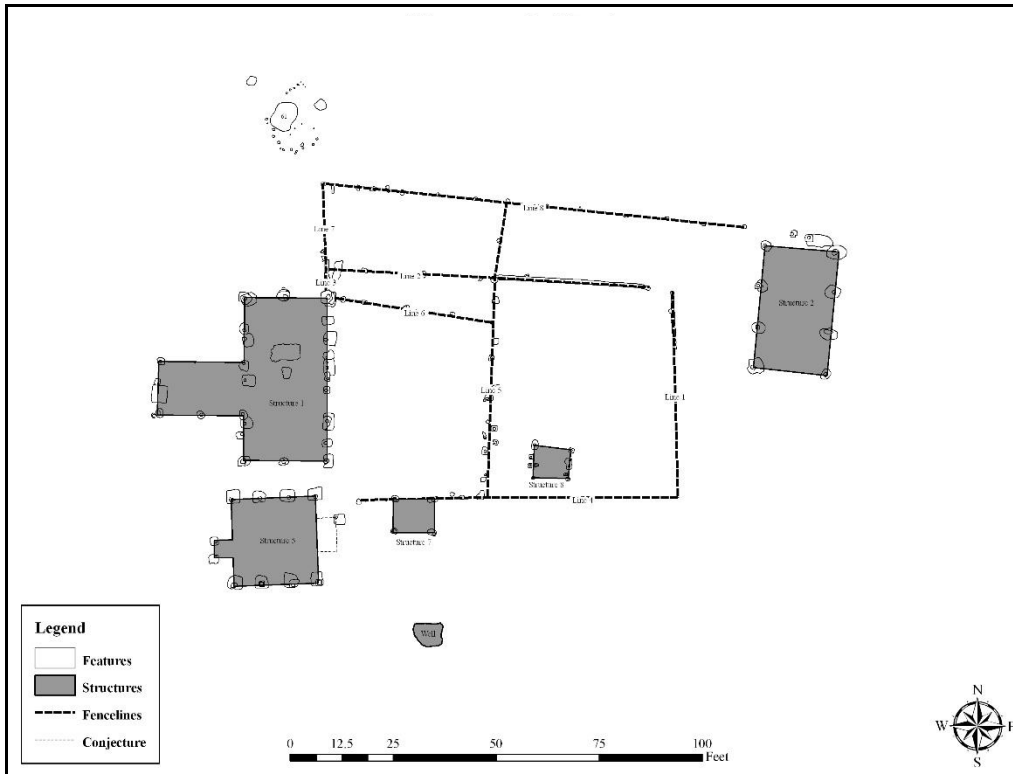 61
Line 8
Line 7
Line 2
Line 3
Line 6
Structure 2
Structure 1
Line 5
Line 1
Structure 8
Line 4
Structure 7
Well
Legend
Features
Structures
Fencelines
Conjecture
0 12.5 25 50 75 100
Feet
N
W
E
S